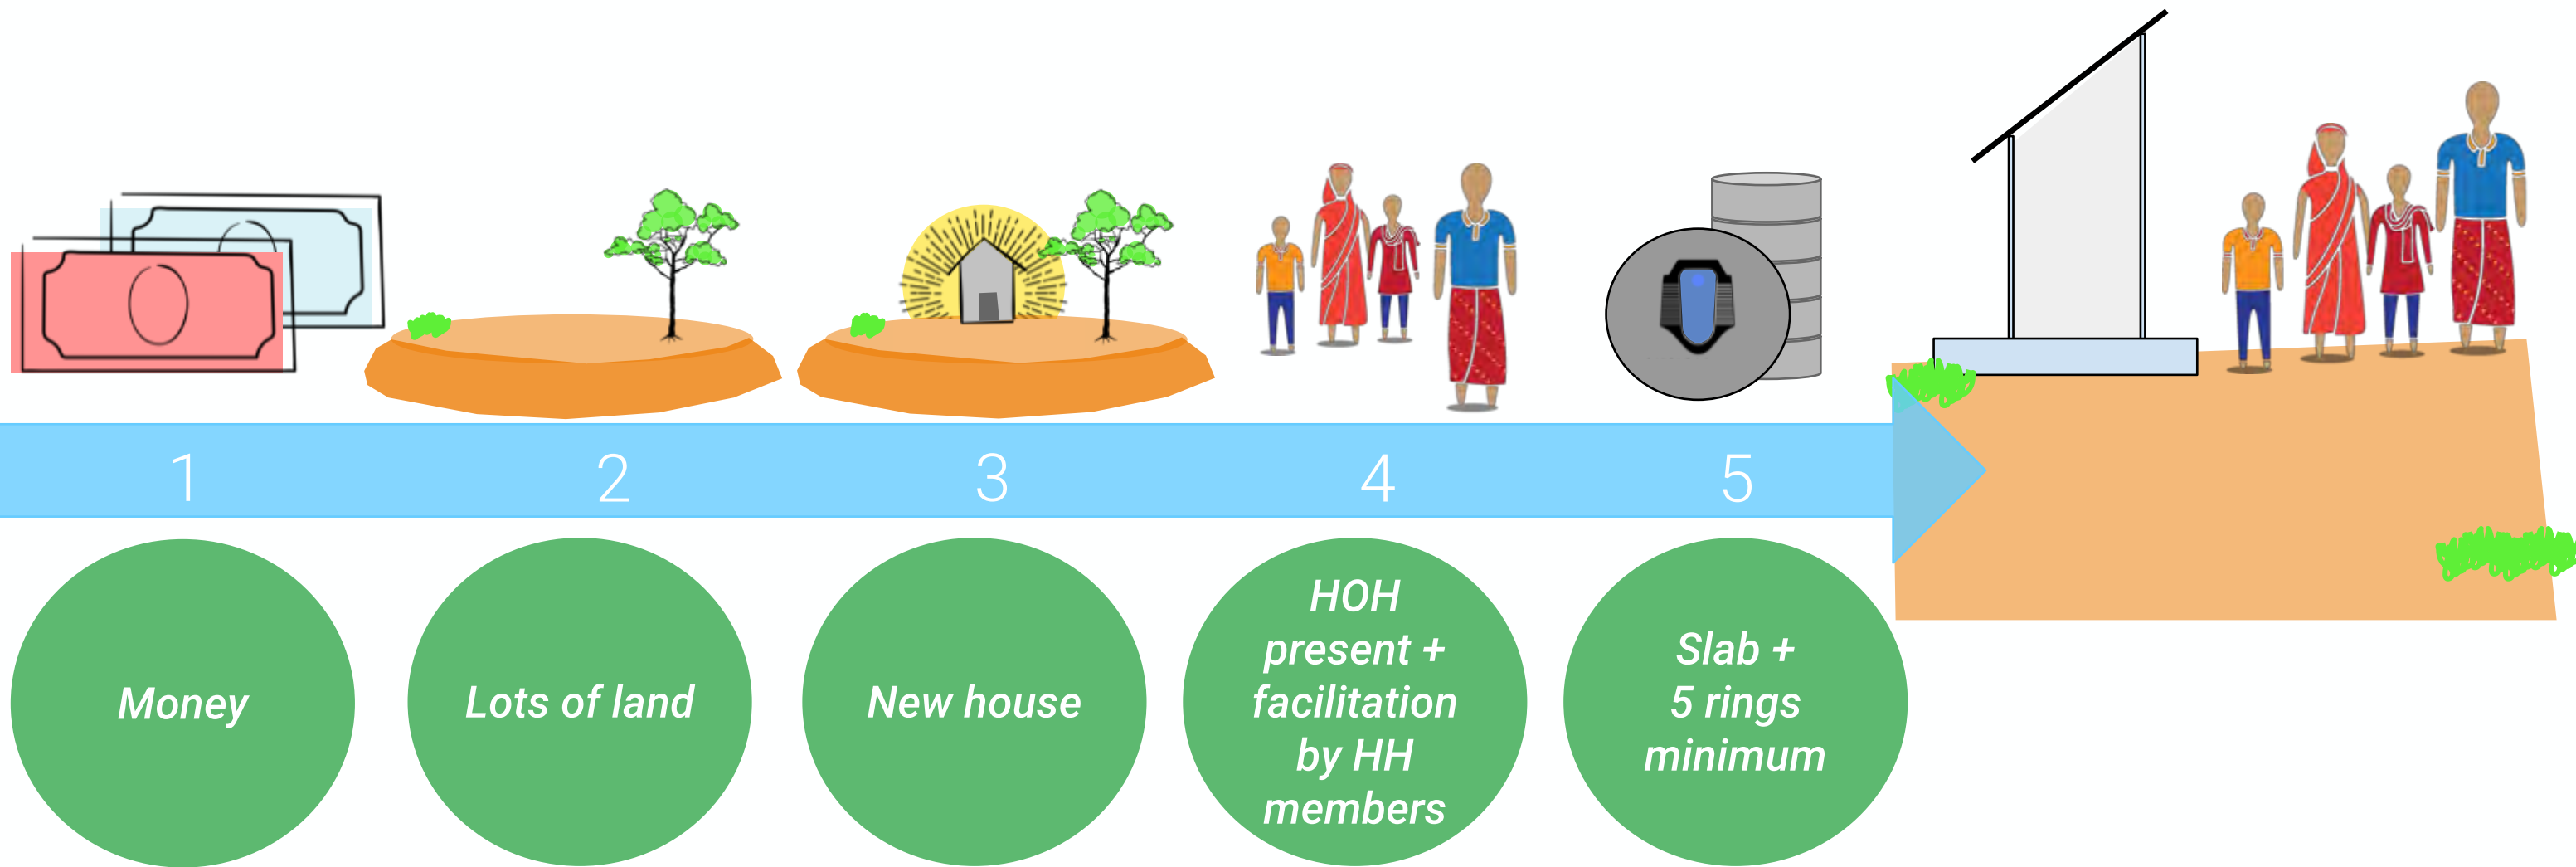 1
2
3
4
5
Money
Lots of land
New house
HOH
present +
facilitation
by HH
members
Slab +
5 rings
minimum